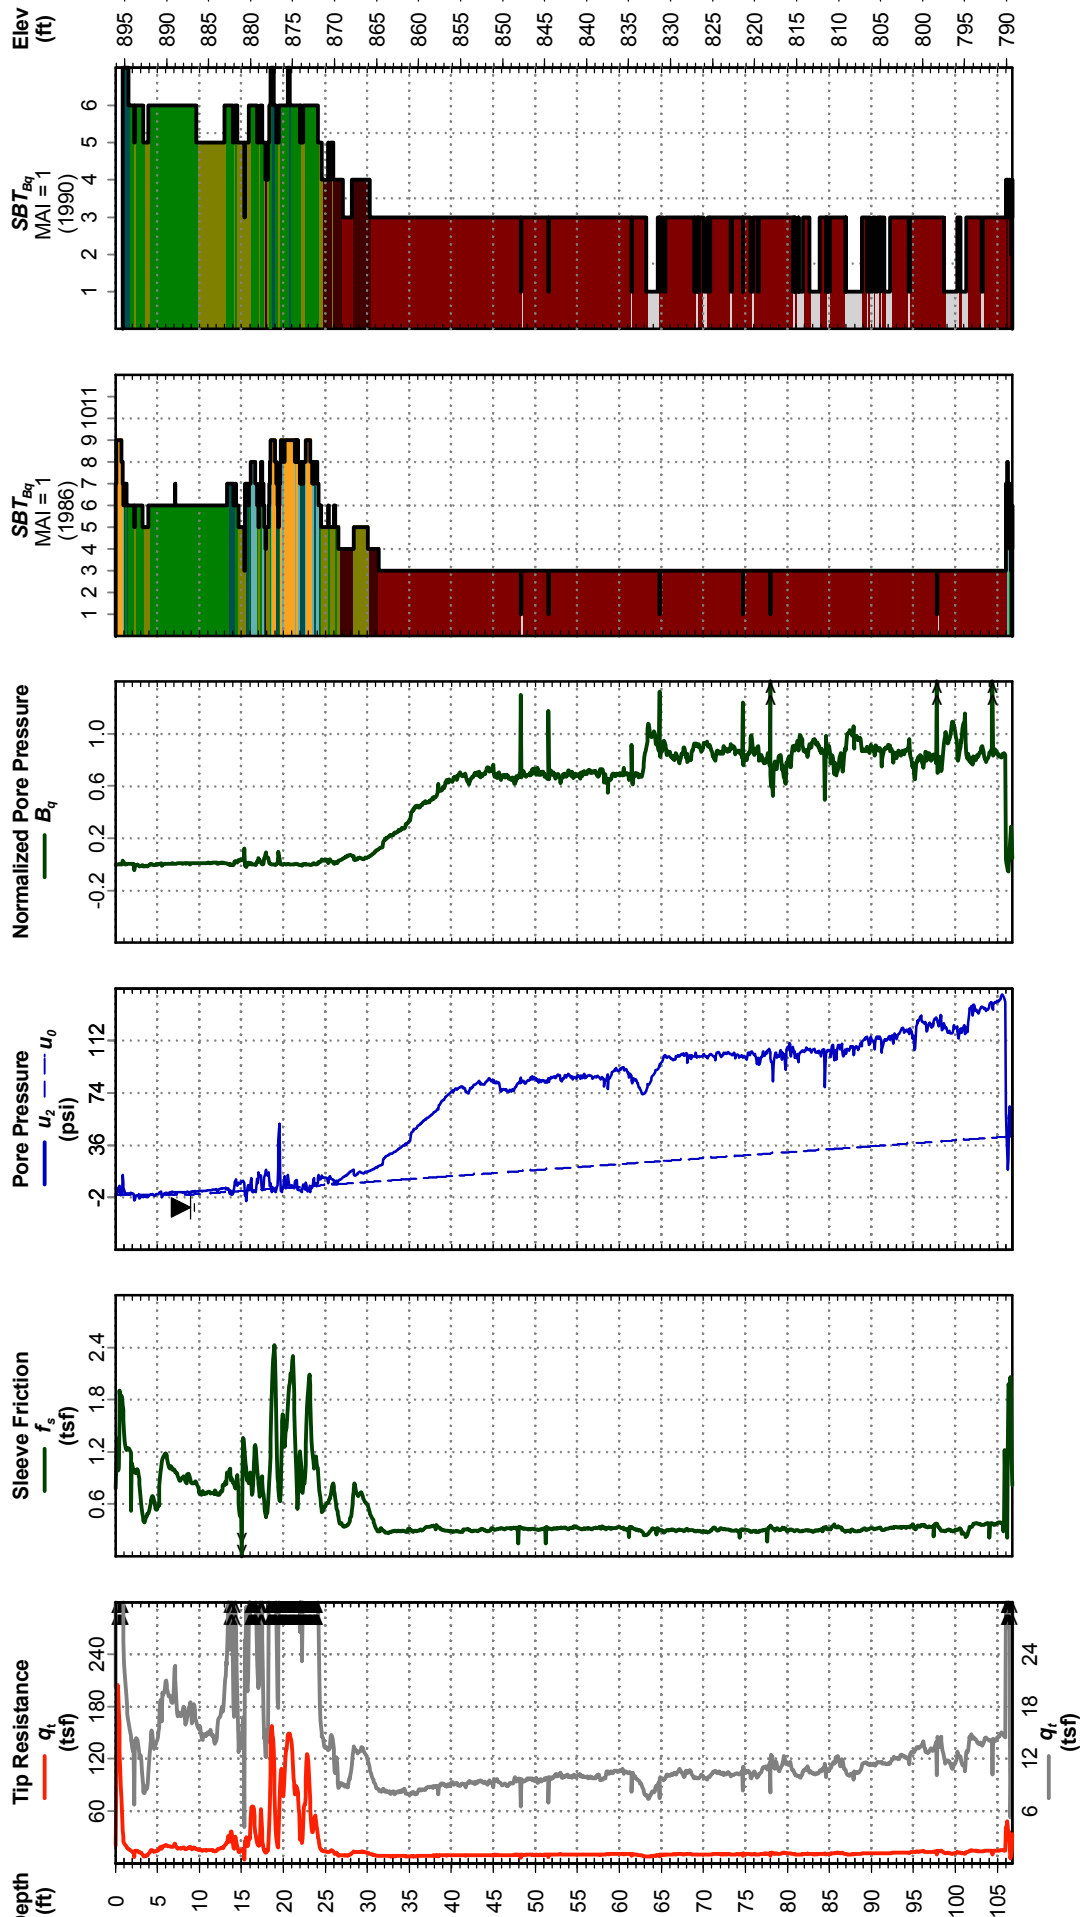 epth
(ft)
0
5
10
15
20
25
30
35
40
45
50
55
60
65
70
75
80
85
90
95
100
105
Tip Resistance
qt
(tsf)
60
120
180
240
6
12
18
24
qt
(tsf)
Sleeve Friction
fs
(tsf)
0.6
1.2
1.8
2.4
Pore Pressure
u2 u0
(psi)
-2
36
74
112
Normalized Pore Pressure
Bq
-0.2
0.2
0.6
1.0
SBTBq
MAI = 1
(1986)
1 2 3 4 5 6 7 8 9 10 11
SBTBq
MAI = 1
(1990)
1 2 3 4 5 6
Elev
(ft)
895
890
885
880
875
870
865
860
855
850
845
840
835
830
825
820
815
810
805
800
795
790